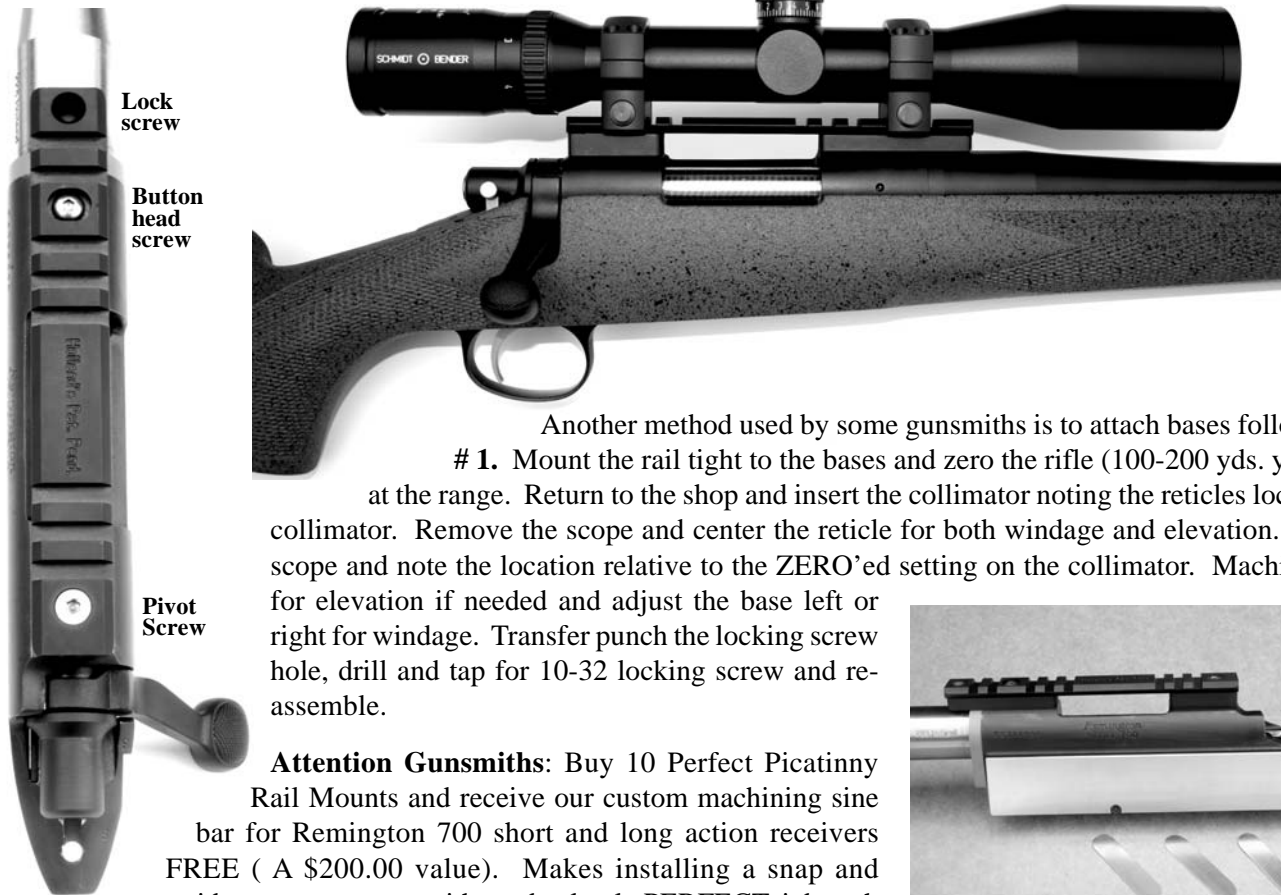 Lock
screw
Button
head
screw
Pivot
Screw
SCHMIDT BENDER
Another method used by some gunsmiths is to attach bases
# 1. Mount the rail tight to the bases and zero the rifle (100-200 yds.
at the range. Return to the shop and insert the collimator noting the reticles
collimator. Remove the scope and center the reticle for both windage and elevation.
scope and note the location relative to the ZERO’ed setting on the collimator.
for elevation if needed and adjust the base left or
right for windage. Transfer punch the locking screw
hole, drill and tap for 10-32 locking screw and re-
assemble.
Attention Gunsmiths: Buy 10 Perfect Picatinny
Rail Mounts and receive our custom machining sine
bar for Remington 700 short and long action receivers
FREE ( A $200.00 value). Makes installing a snap and